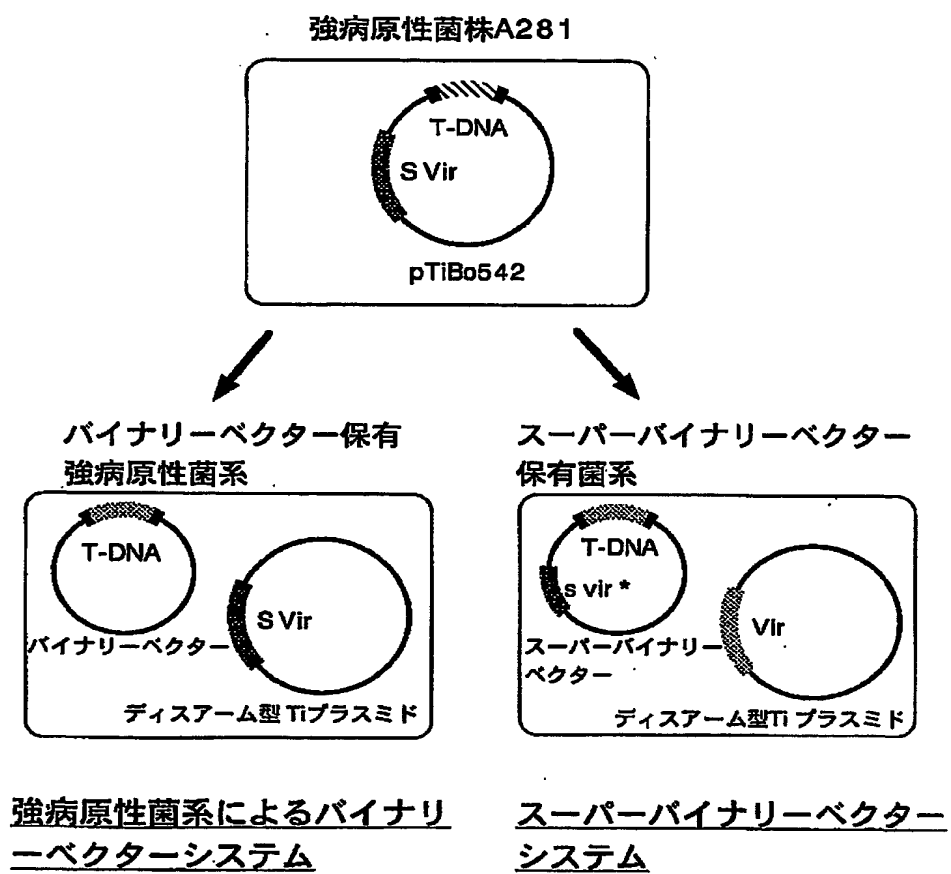 強病原性菌株A281
T-DNA
S Vir
pTiBo542
バイナリーベクター保有
強病原性菌系
T-DNA
S Vir
バイナリーベクター
ディスアーム型 Tiプラスミド
スーパーバイナリーベクター
保有菌系
T-DNA
s vir *
Vir
スーパーバイナリー
ベクター
ディスアーム型Ti プラスミド
強病原性菌系によるバイナリ
ーベクターシステム
スーパーバイナリーベクター
システム